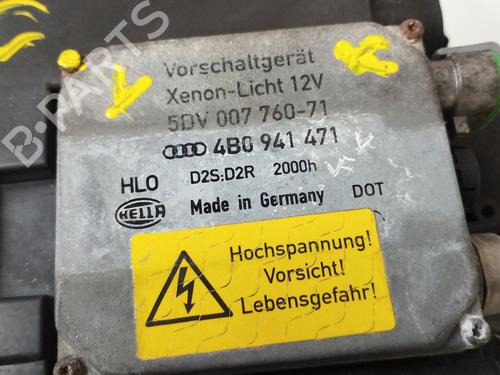 Vorschaltgerät
Xenon-Licht 12V
5DV 007 760-71
4B0 941 471
HLO D2S:D2R 2000h
HELLA Made in Germany DOT
Hochspannung!
Vorsicht!
Lebensgefahr!
B-PARTS